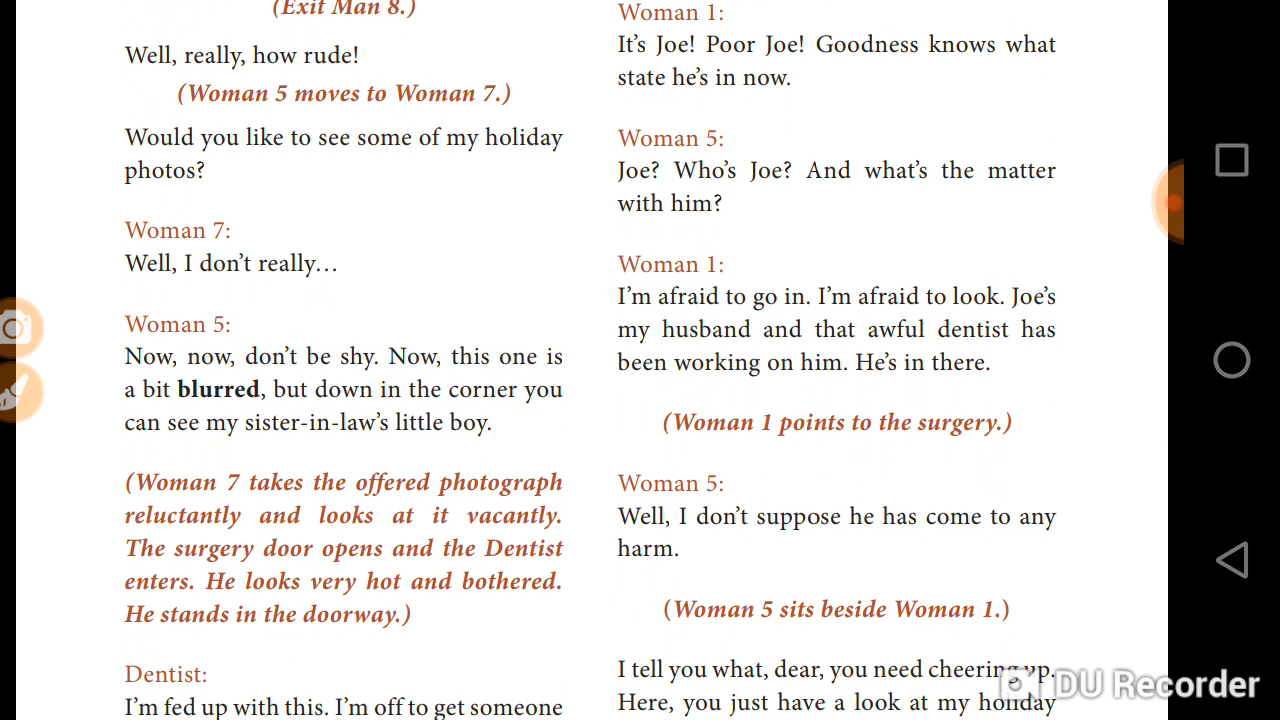 (Exit Man 8.)
Well, really, how rude!
(Woman 5 moves to Woman 7.)
Would you like to see some of my holiday
photos?
Woman 7:
Well, I don’t really…
Woman 5:
Now, now, don’t be shy. Now, this one is
a bit blurred, but down in the corner you
can see my sister-in-law’s little boy.
(Woman 7 takes the offered photograph
reluctantly and looks at it vacantly.
The surgery door opens and the Dentist
enters. He looks very hot and bothered.
He stands in the doorway.)
Dentist:
I’m fed up with this. I’m off to get someone
Woman 1:
It’s Joe! Poor Joe! Goodness knows what
state he’s in now.
Woman 5:
Joe? Who’s Joe? And what’s the matter
with him?
Woman 1:
I’m afraid to go in. I’m afraid to look. Joe’s
my husband and that awful dentist has
been working on him. He’s in there.
(Woman 1 points to the surgery.)
Woman 5:
Well, I don’t suppose he has come to any
harm.
(Woman 5 sits beside Woman 1.)
I tell you what, dear, you need cheering up.
Here, you just have a look at my holiday
DU Recorder